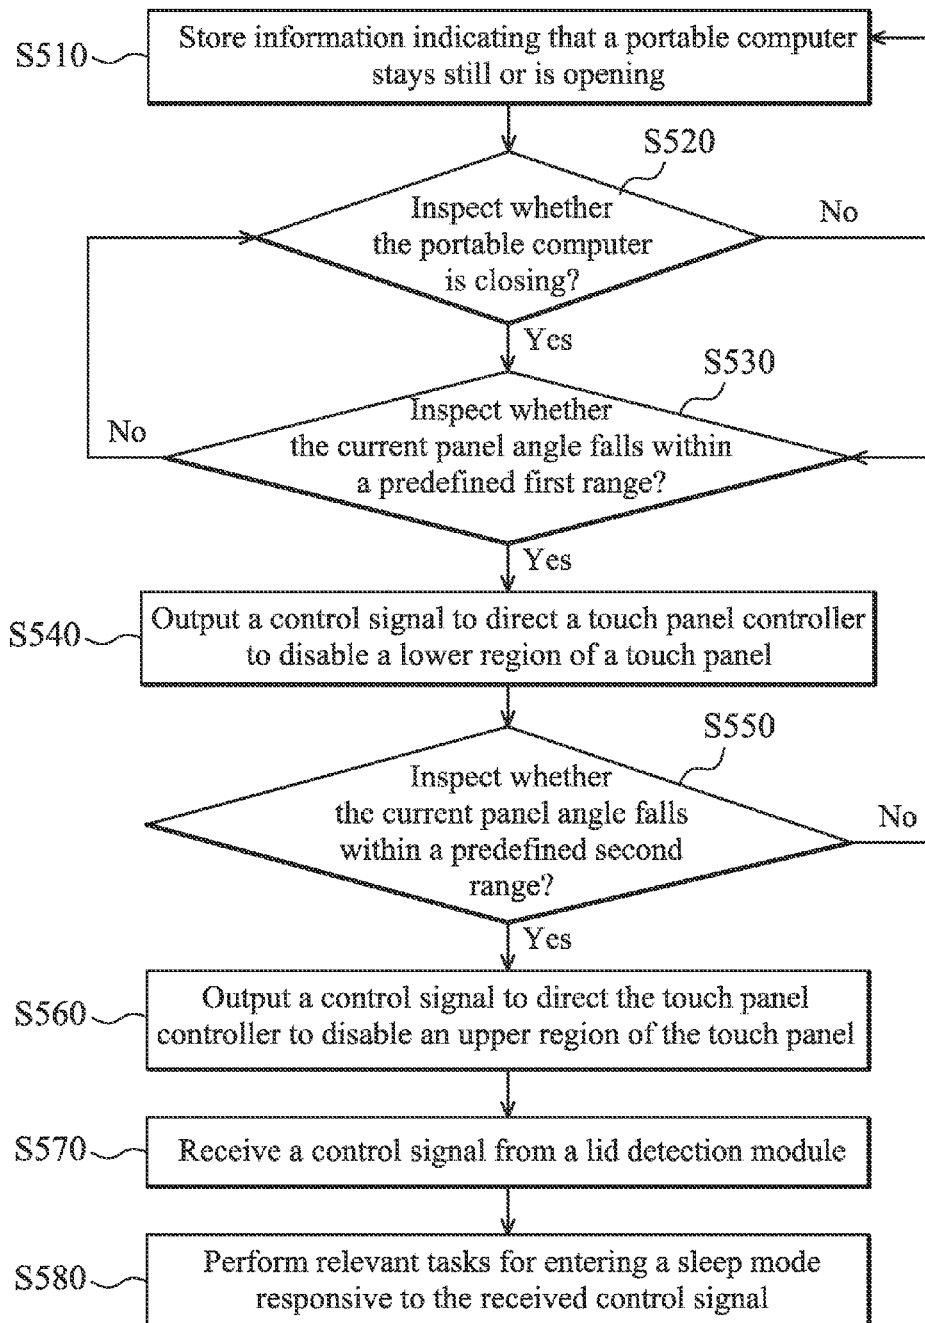 S510
Store information indicating that a portable computer
stays still or is opening
S520
Inspect whether
the portable computer
is closing?
No
Yes
S530
Inspect whether
the current panel angle falls within
a predefined first range?
No
Yes
S540
Output a control signal to direct a touch panel controller
to disable a lower region of a touch panel
S550
Inspect whether
the current panel angle falls
within a predefined second
range?
No
Yes
S560
Output a control signal to direct the touch panel
controller to disable an upper region of the touch panel
S570
Receive a control signal from a lid detection module
S580
Perform relevant tasks for entering a sleep mode
responsive to the received control signal